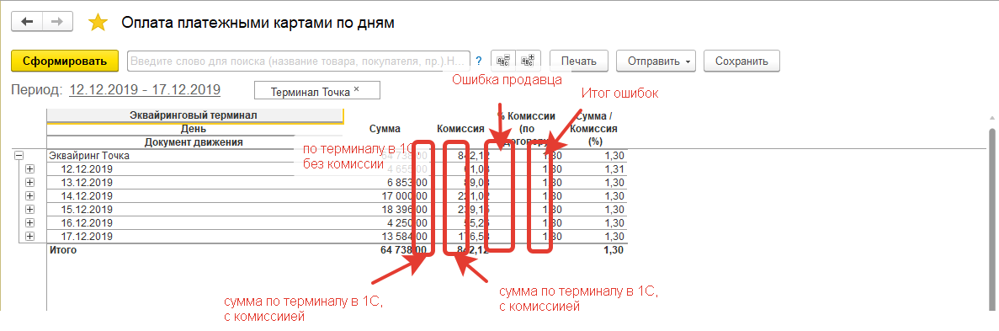 Оплата платежными картами по дням
Сформировать
Введите слово для поиска (название товара, покупателя, пр.).Н...
?
Печать
Отправить
Сохранить
Период: 12.12.2019 - 17.12.2019
Терминал Точка ×
Ошибка продавца
Итог ошибок
Эквайринговый терминал
День
Документ движения
Сумма
Комиссия
% Комиссии
(по
договору)
Сумма /
Комиссия
(%)
по терминалу в 1С,
без комиссии
Эквайринг Точка 64 738,00 842,12 1,30 1,30
12.12.2019 4 655,00 61,03 1,30 1,31
13.12.2019 6 853,00 89,08 1,30 1,30
14.12.2019 17 000,00 221,02 1,30 1,30
15.12.2019 18 396,00 239,15 1,30 1,30
16.12.2019 4 250,00 55,25 1,30 1,30
17.12.2019 13 584,00 176,58 1,30 1,30
Итого 64 738,00 842,12 1,30
сумма по терминалу в 1С,
с комиссиией
сумма по терминалу в 1С,
с комиссиией